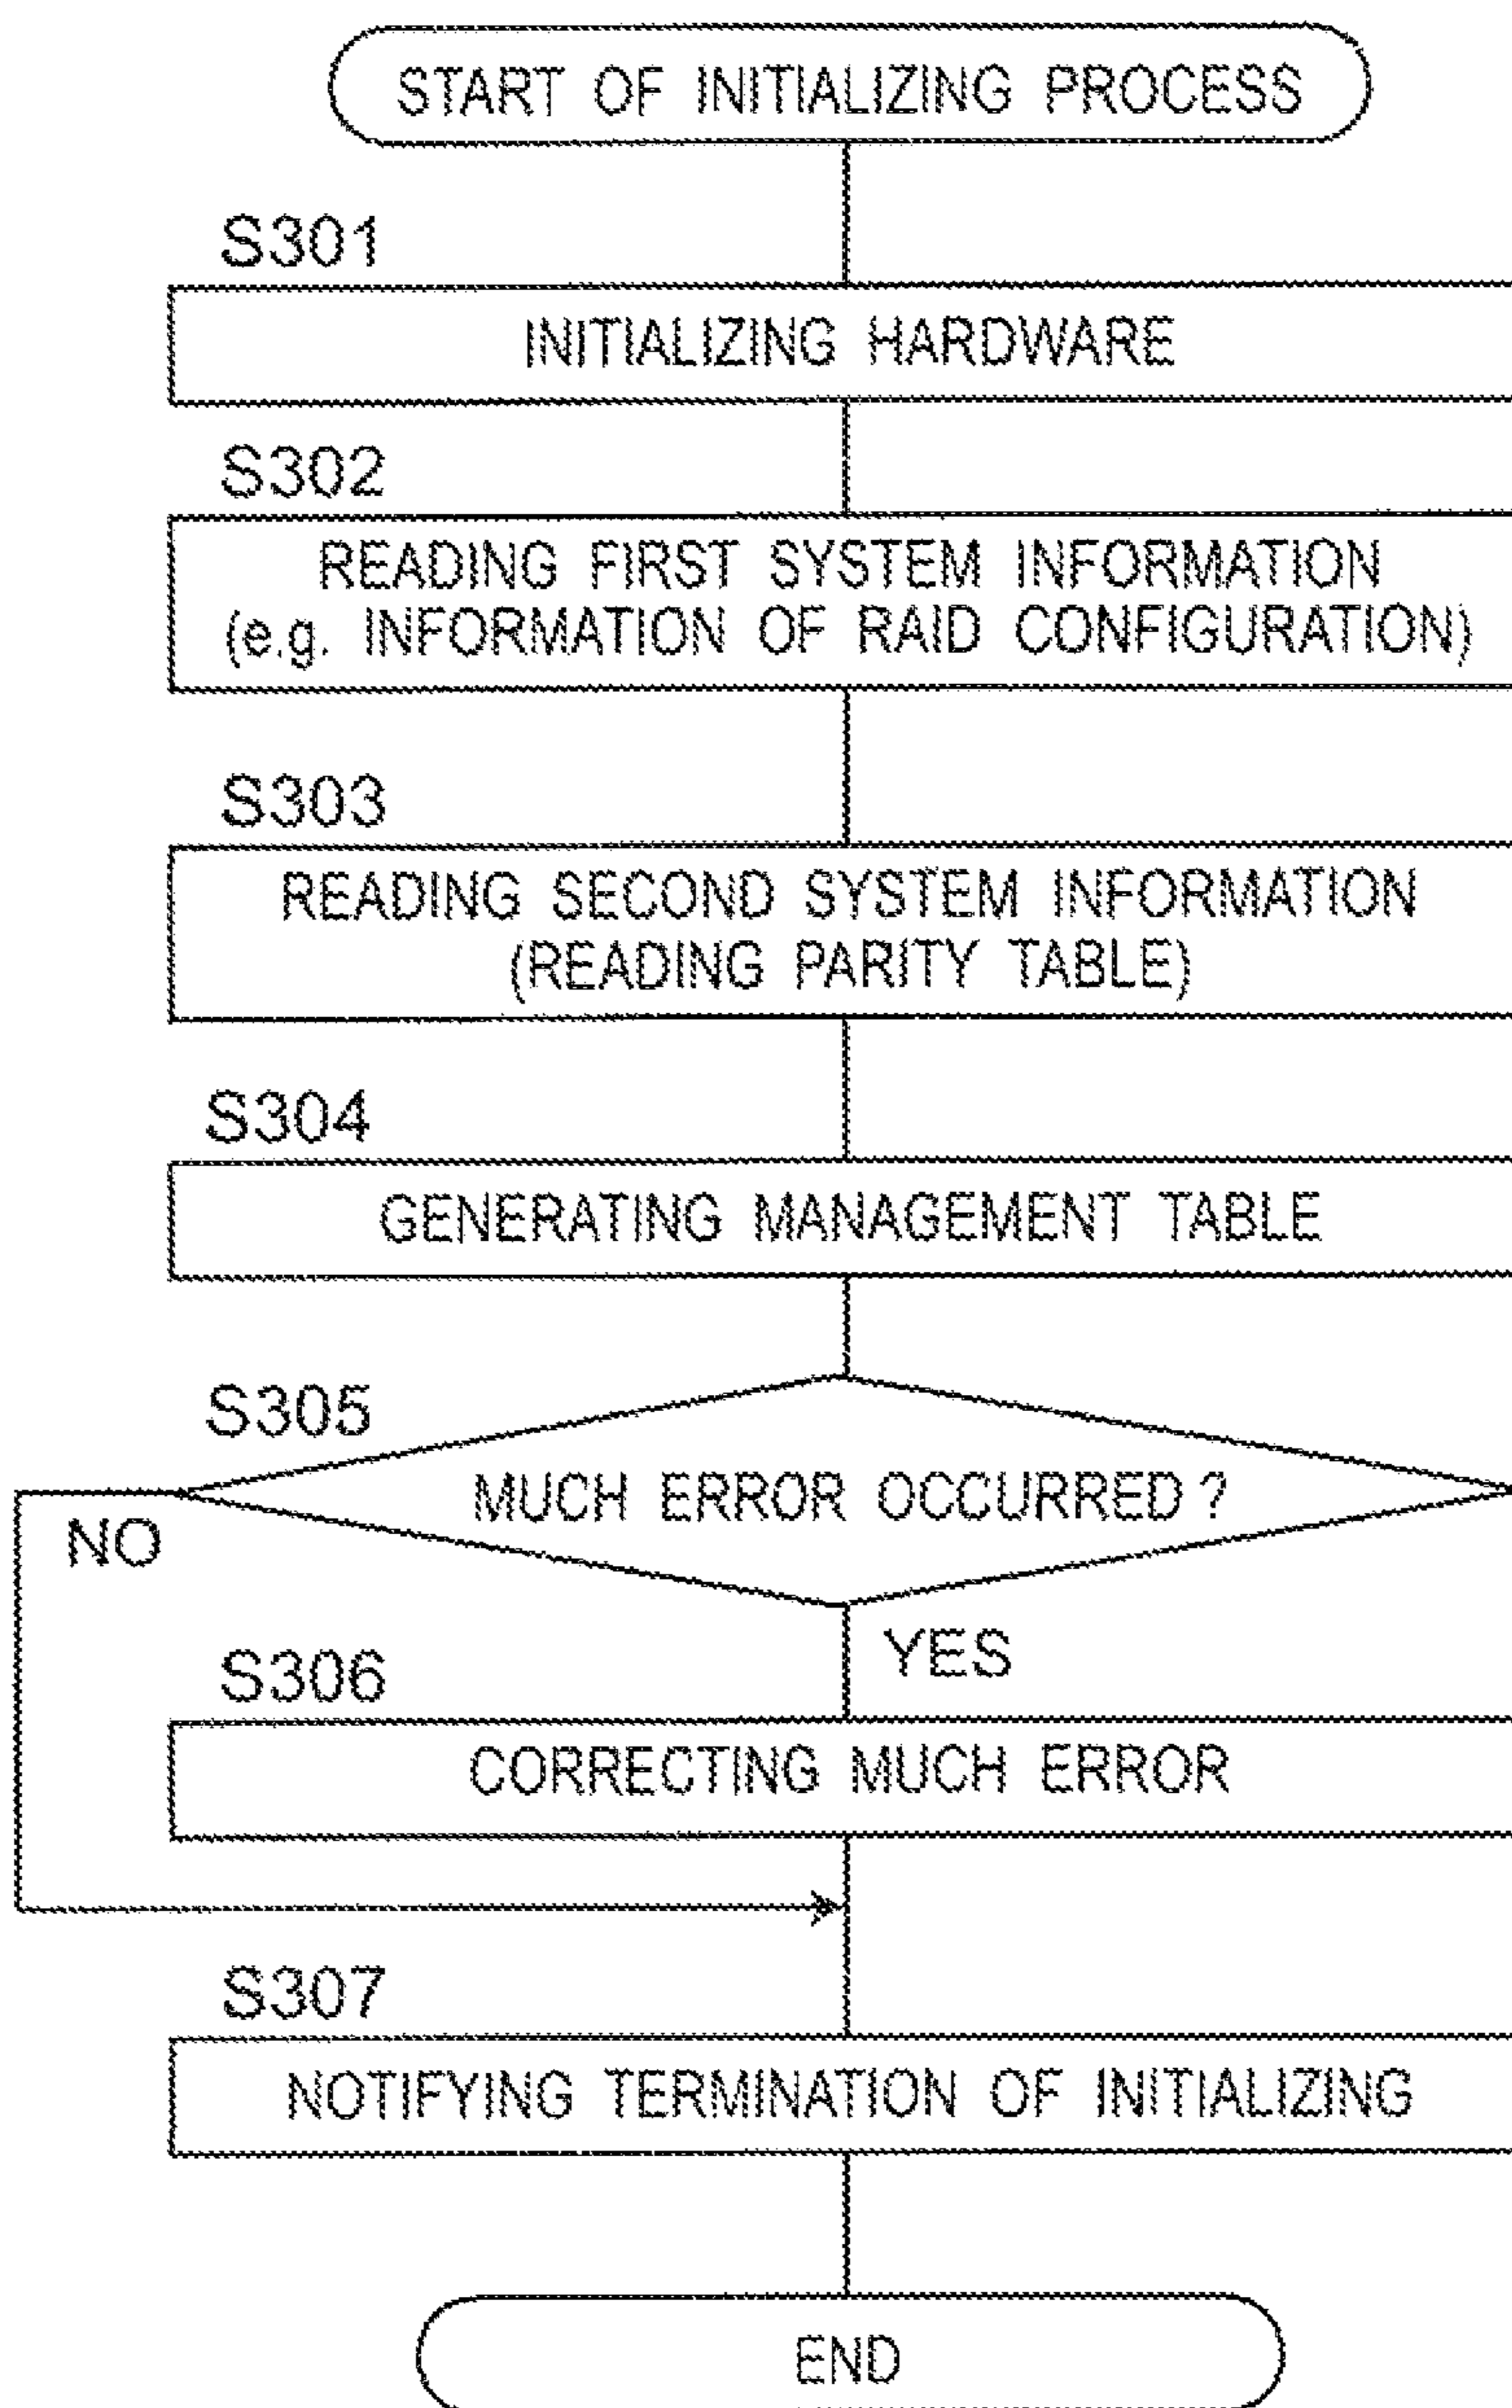 START OF INITIALIZING PROCESS
S301
INITIALIZING HARDWARE
S302
READING FIRST SYSTEM INFORMATION
(e.g. INFORMATION OF RAID CONFIGURATION)
S303
READING SECOND SYSTEM INFORMATION
(READING PARITY TABLE)
S304
GENERATING MANAGEMENT TABLE
S305
MUCH ERROR OCCURRED ?
NO
YES
S306
CORRECTING MUCH ERROR
S307
NOTIFYING TERMINATION OF INITIALIZING
END